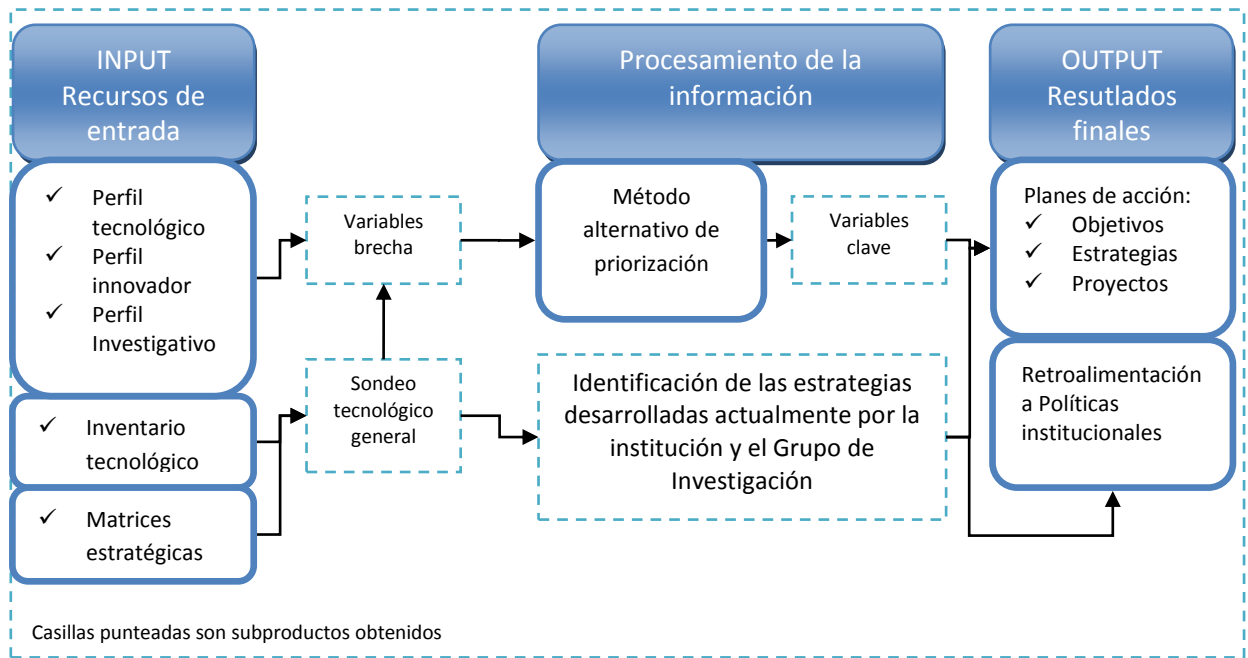 INPUT
Recursos de
entrada
Procesamiento de la
información
OUTPUT
Resutlados
finales
✓ Perfil
tecnológico
✓ Perfil
innovador
✓ Perfil
Investigativo
Variables
brecha
Método
alternativo de
priorización
Variables
clave
Planes de acción:
✓ Objetivos
✓ Estrategias
✓ Proyectos
✓ Inventario
tecnológico
✓ Matrices
estratégicas
Sondeo
tecnológico
general
Identificación de las estrategias
desarrolladas actualmente por la
institución y el Grupo de
Investigación
Retroalimentación
a Políticas
institucionales
Casillas punteadas son subproductos obtenidos